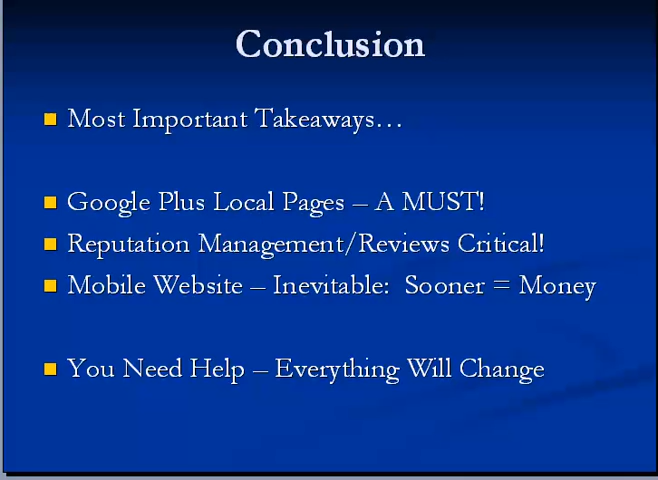 Conclusion
Most Important Takeaways…
Google Plus Local Pages – A MUST!
Reputation Management/Reviews Critical!
Mobile Website – Inevitable:  Sooner = Money
You Need Help – Everything Will Change